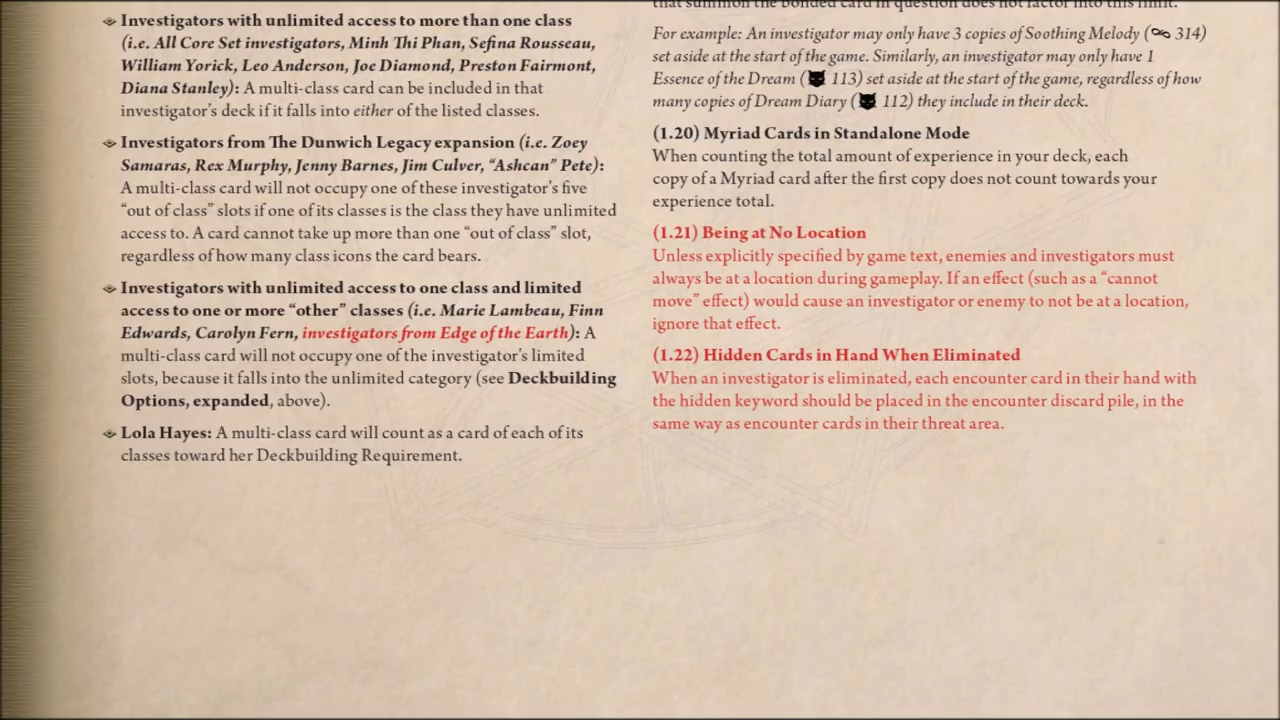 Investigators with unlimited access to more than one class
(i.e. All Core Set investigators, Minh Thi Phan, Sefina Rousseau,
William Yorick, Leo Anderson, Joe Diamond, Preston Fairmont,
Diana Stanley): A multi-class card can be included in that
investigator's deck if it falls into either of the listed classes.
Investigators from The Dunwich Legacy expansion (i.e. Zoey
Samaras, Rex Murphy, Jenny Barnes, Jim Culver, “Ashcan” Pete):
A multi-class card will not occupy one of these investigator's five
“out of class” slots if one of its classes is the class they have unlimited
access to. A card cannot take up more than one “out of class” slot,
regardless of how many class icons the card bears.
Investigators with unlimited access to one class and limited
access to one or more “other” classes (i.e. Marie Lambeau, Finn
Edwards, Carolyn Fern, investigators from Edge of the Earth): A
multi-class card will not occupy one of the investigator's limited
slots, because it falls into the unlimited category (see Deckbuilding
Options, expanded, above).
Lola Hayes: A multi-class card will count as a card of each of its
classes toward her Deckbuilding Requirement.
that summon the bonded card in question does not factor into this limit.
For example: An investigator may only have 3 copies of Soothing Melody (314)
set aside at the start of the game. Similarly, an investigator may only have 1
Essence of the Dream (113) set aside at the start of the game, regardless of how
many copies of Dream Diary (112) they include in their deck.
(1.20) Myriad Cards in Standalone Mode
When counting the total amount of experience in your deck, each
copy of a Myriad card after the first copy does not count towards your
experience total.
(1.21) Being at No Location
Unless explicitly specified by game text, enemies and investigators must
always be at a location during gameplay. If an effect (such as a “cannot
move” effect) would cause an investigator or enemy to not be at a location,
ignore that effect.
(1.22) Hidden Cards in Hand When Eliminated
When an investigator is eliminated, each encounter card in their hand with
the hidden keyword should be placed in the encounter discard pile, in the
same way as encounter cards in their threat area.